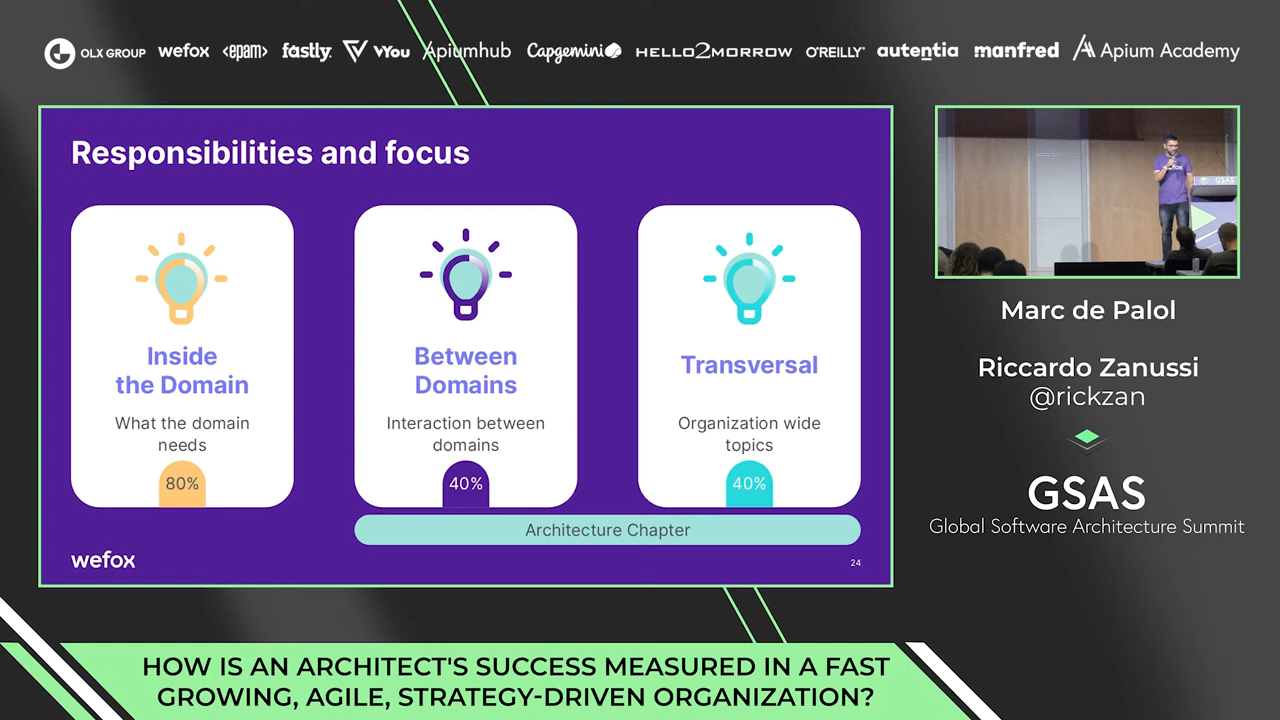 OLX GROUP
wefox
<epam>
fastly.
VYou
Apiumhub
Capgemini
HELLO2MORROW
O'REILLY®
autentia
manfred
Apium Academy
Responsibilities and focus
Inside
the Domain
What the domain
needs
80%
Between
Domains
Interaction between
domains
40%
Transversal
Organization wide
topics
40%
Architecture Chapter
wefox
24
GSAS
Marc de Palol
Riccardo Zanussi
@rickzan
GSAS
Global Software Architecture Summit
HOW IS AN ARCHITECT'S SUCCESS MEASURED IN A FAST
GROWING, AGILE, STRATEGY-DRIVEN ORGANIZATION?